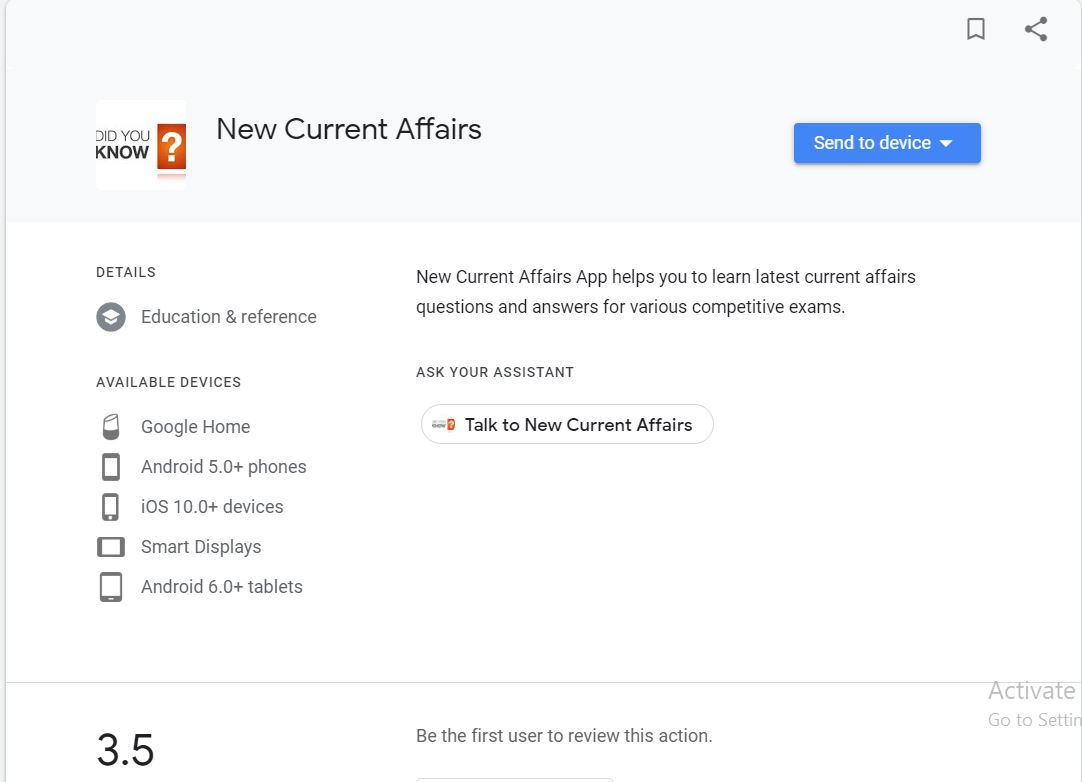 DID YOU
KNOW ?
New Current Affairs
Send to device
DETAILS
Education & reference
AVAILABLE DEVICES
Google Home
Android 5.0+ phones
iOS 10.0+ devices
Smart Displays
Android 6.0+ tablets
New Current Affairs App helps you to learn latest current affairs
questions and answers for various competitive exams.
ASK YOUR ASSISTANT
Talk to New Current Affairs
Activate
Go to Settin
3.5
Be the first user to review this action.